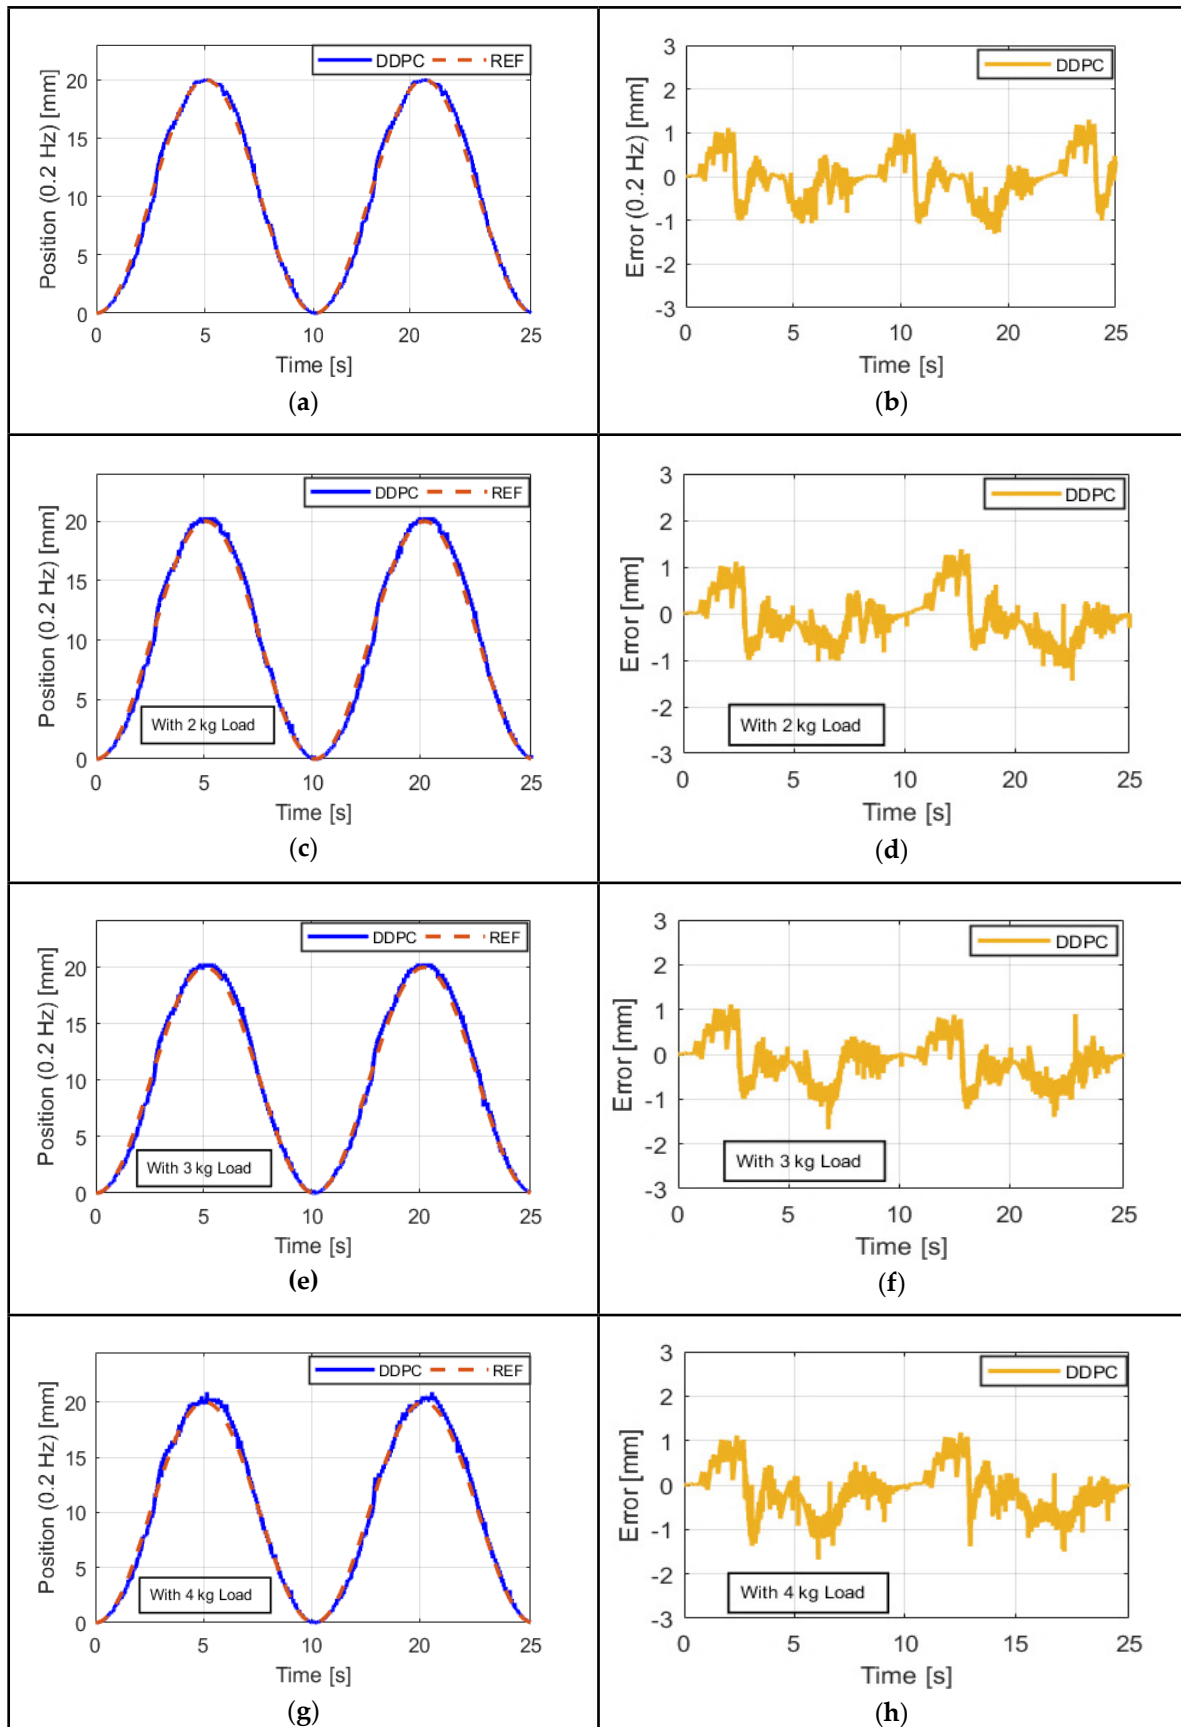 DDPC REF
Position (0.2 Hz) [mm]
20
15
10
5
0
0 5 10 20 25
Time [s]
(a)
DDPC
Error (0.2 Hz) [mm]
3
2
1
0
-1
-2
-3
0 5 10 20 25
Time [s]
(b)
DDPC REF
Position (0.2 Hz) [mm]
20
15
10
5
0
With 2 kg Load
0 5 10 20 25
Time [s]
(c)
DDPC
Error [mm]
3
2
1
0
-1
-2
-3
With 2 kg Load
0 5 10 20 25
Time [s]
(d)
DDPC REF
Position (0.2 Hz) [mm]
20
15
10
5
0
With 3 kg Load
0 5 10 20 25
Time [s]
(e)
DDPC
Error [mm]
3
2
1
0
-1
-2
-3
With 3 kg Load
0 5 10 20 25
Time [s]
(f)
DDPC REF
Position (0.2 Hz) [mm]
20
15
10
5
0
With 4 kg Load
0 5 10 20 25
Time [s]
(g)
DDPC
Error [mm]
3
2
1
0
-1
-2
-3
With 4 kg Load
0 5 10 15 25
Time [s]
(h)